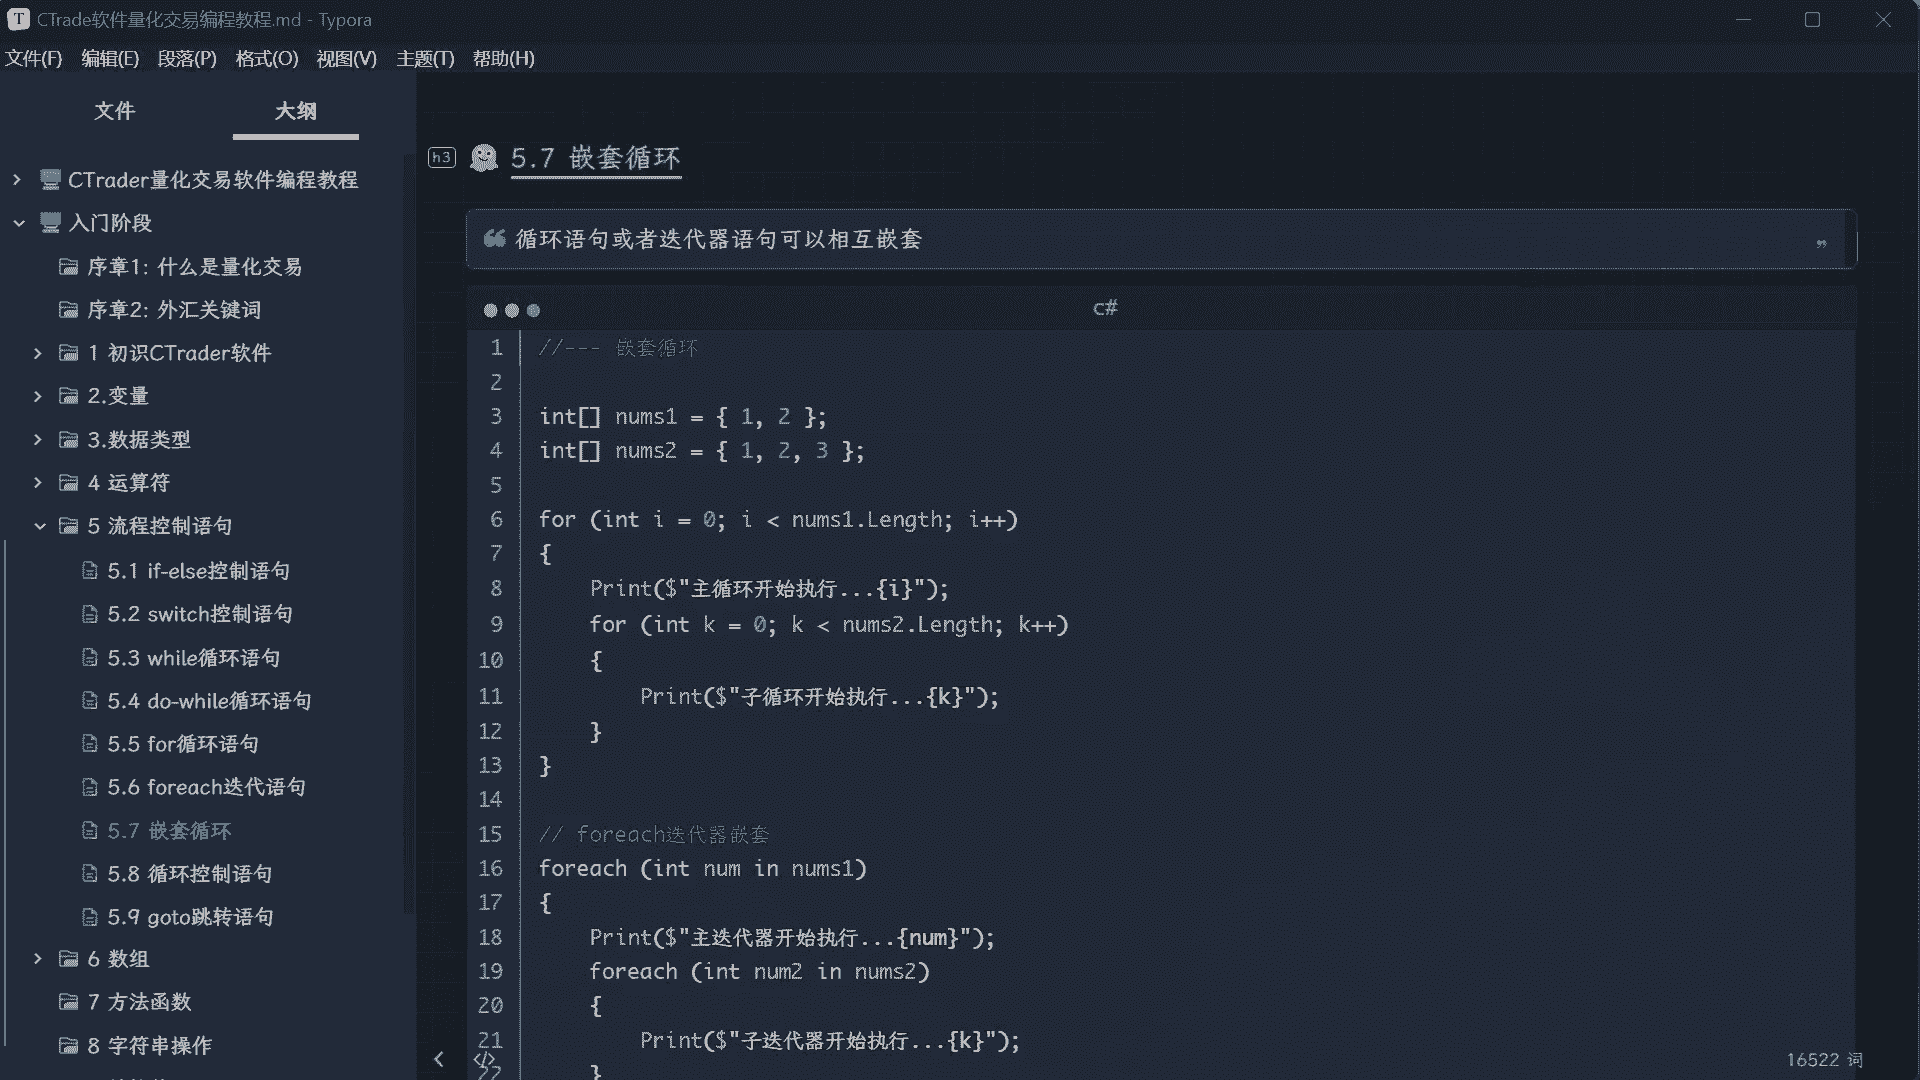 CTrade软件量化交易编程教程.md - Typora
文件(F) 编辑(E) 段落(P) 格式(O) 视图(V) 主题(T) 帮助(H)
文件 大纲
CTrader量化交易软件编程教程
入门阶段
序章1: 什么是量化交易
序章2: 外汇关键词
1 初识CTrader软件
2.变量
3.数据类型
4 运算符
5 流程控制语句
5.1 if-else控制语句
5.2 switch控制语句
5.3 while循环语句
5.4 do-while循环语句
5.5 for循环语句
5.6 foreach迭代语句
5.7 嵌套循环
5.8 循环控制语句
5.9 goto跳转语句
6 数组
7 方法函数
8 字符串操作
h3 5.7 嵌套循环
❝ 循环语句或者迭代器语句可以相互嵌套 ”
c#
1 //--- 嵌套循环
2
3 int[] nums1 = { 1, 2 };
4 int[] nums2 = { 1, 2, 3 };
5
6 for (int i = 0; i < nums1.Length; i++)
7 {
8 Print($"主循环开始执行...{i}");
9 for (int k = 0; k < nums2.Length; k++)
10 {
11 Print($"子循环开始执行...{k}");
12 }
13 }
14
15 // foreach迭代器嵌套
16 foreach (int num in nums1)
17 {
18 Print($"主迭代器开始执行...{num}");
19 foreach (int num2 in nums2)
20 {
21 Print($"子迭代器开始执行...{k}");
22 }
16522 词